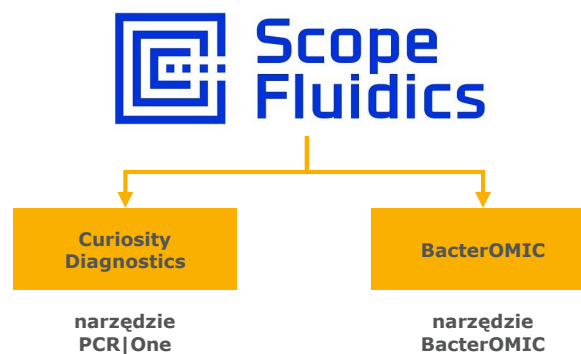 Scope
Fluidics
Curiosity
Diagnostics
BacterOMIC
narzędzie
PCR|One
narzędzie
BacterOMIC